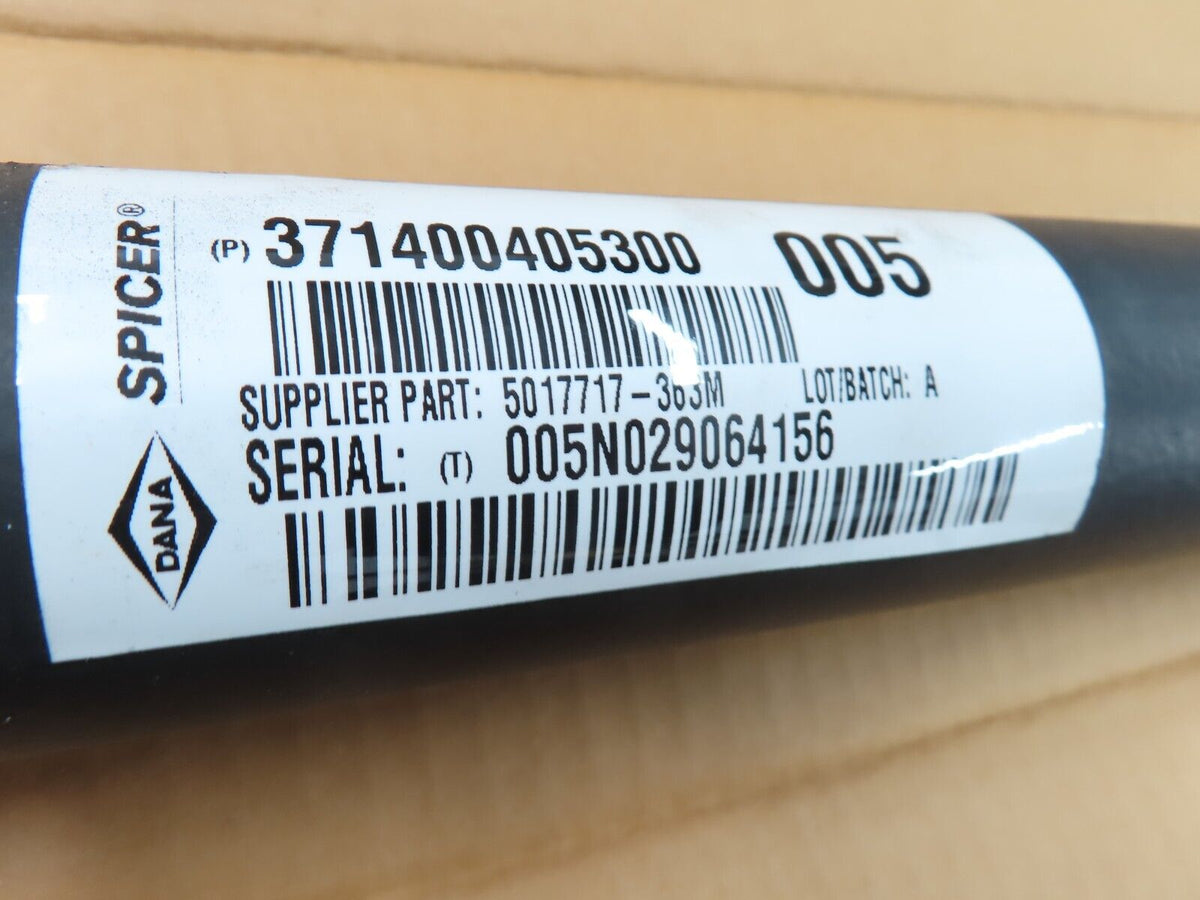 SPICER®
DANA
(P) 371400405300 005
SUPPLIER PART: 5017717-363M LOT/BATCH: A
SERIAL: (T) 005N029064156